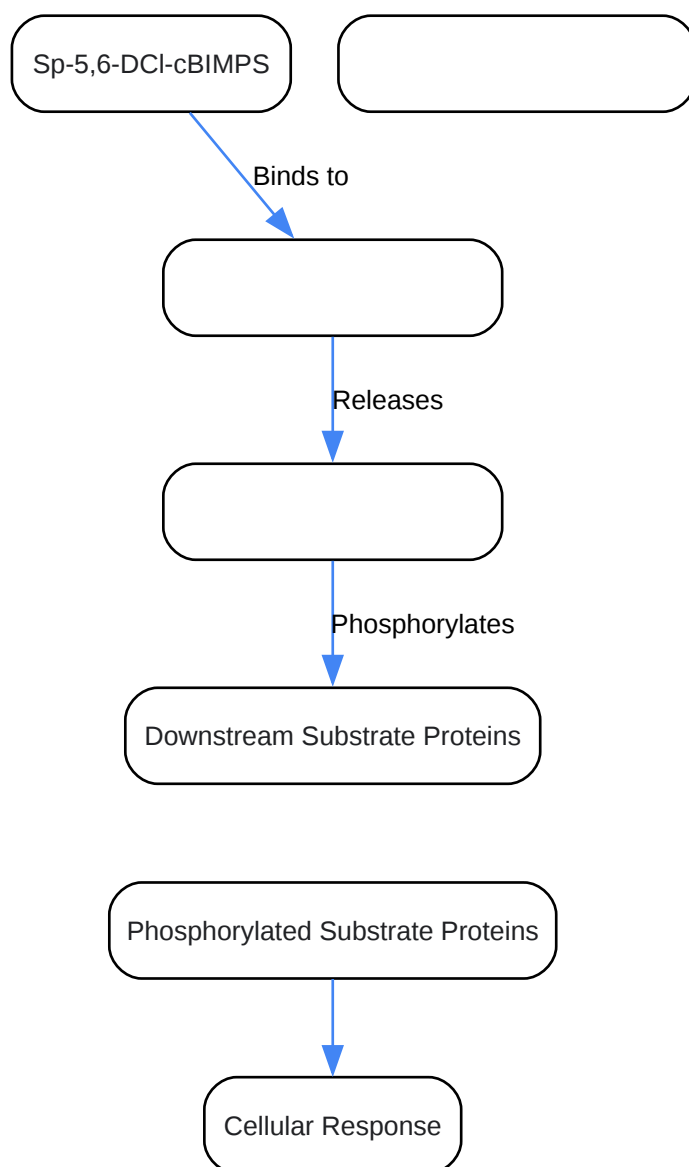 Sp-5,6-DCl-cBIMPS
Binds to
Releases
Phosphorylates
Downstream Substrate Proteins
Phosphorylated Substrate Proteins
Cellular Response